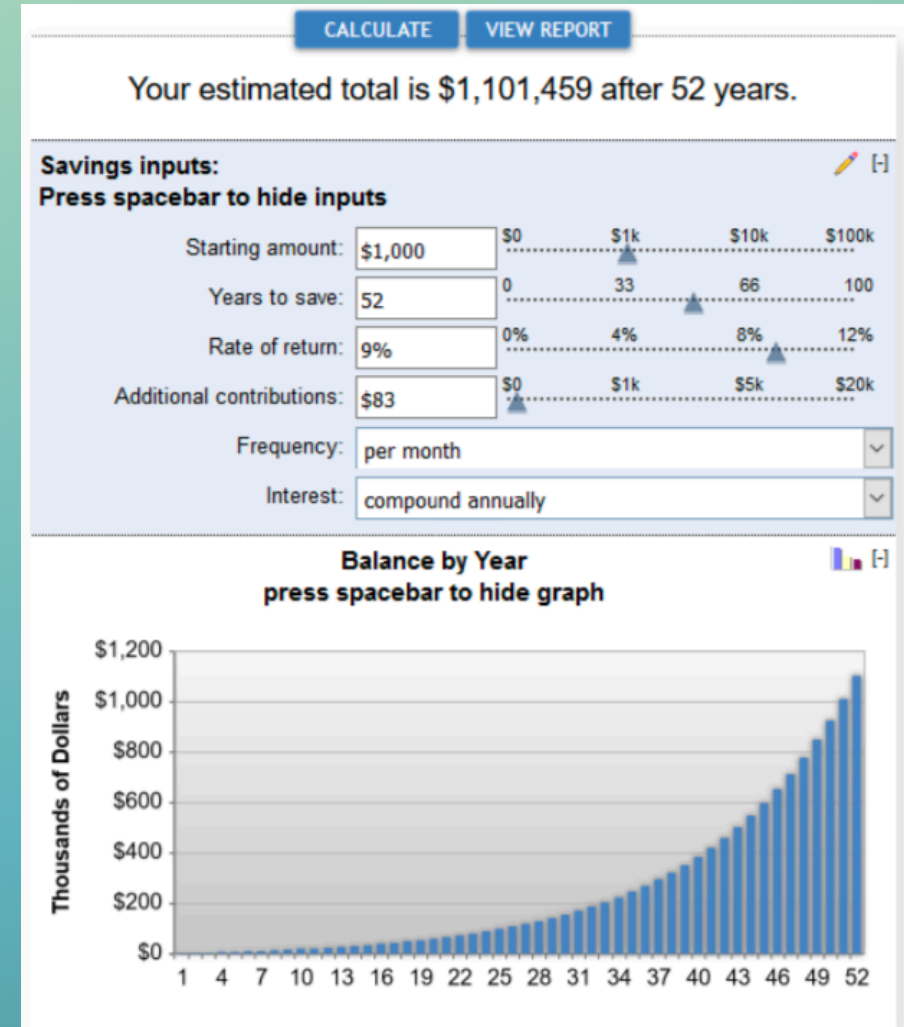 CALCULATE VIEW REPORT
Your estimated total is $1,101,459 after 52 years.
Savings inputs: [-]
Press spacebar to hide inputs
Starting amount: $1,000 $0 $1k $10k $100k
Years to save: 52 0 33 66 100
Rate of return: 9% 0% 4% 8% 12%
Additional contributions: $83 $0 $1k $5k $20k
Frequency: per month
Interest: compound annually
Balance by Year [-]
press spacebar to hide graph
Thousands of Dollars
$1,200
$1,000
$800
$600
$400
$200
$0
1 4 7 10 13 16 19 22 25 28 31 34 37 40 43 46 49 52